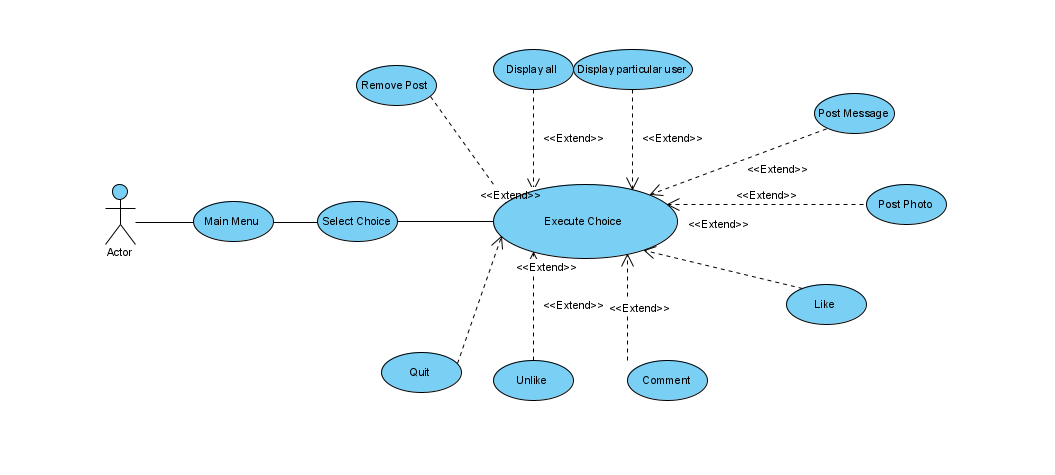 Display all
Display particular user
Remove Post
Post Message
<<Extend>>
<<Extend>>
<<Extend>>
<<Extend>>
<<Extend>>
Post Photo
Main Menu
Select Choice
Execute Choice
<<Extend>>
Actor
<<Extend>>
<<Extend>>
<<Extend>>
Like
Quit
Unlike
Comment